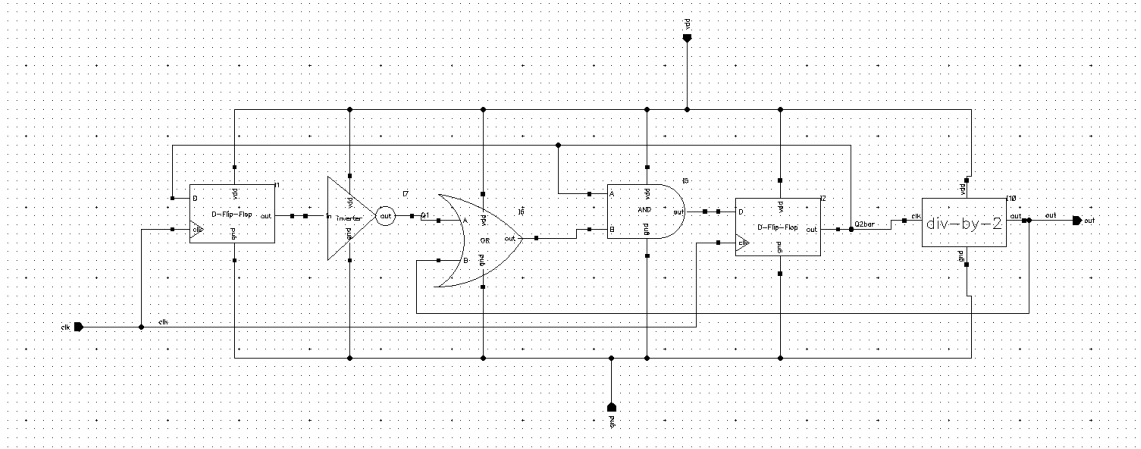 vdd
I1
D
D-Flip-Flop
out
clk
vdd
gnd
I7
in
Inverter
out
vdd
gnd
Q1
I6
A
B
OR
out
vdd
gnd
A
B
AND
out
vdd
gnd
I2
D
D-Flip-Flop
out
clk
vdd
gnd
Q2bar
I10
clk
div-by-2
out
vdd
gnd
out
out
clk
clk
gnd